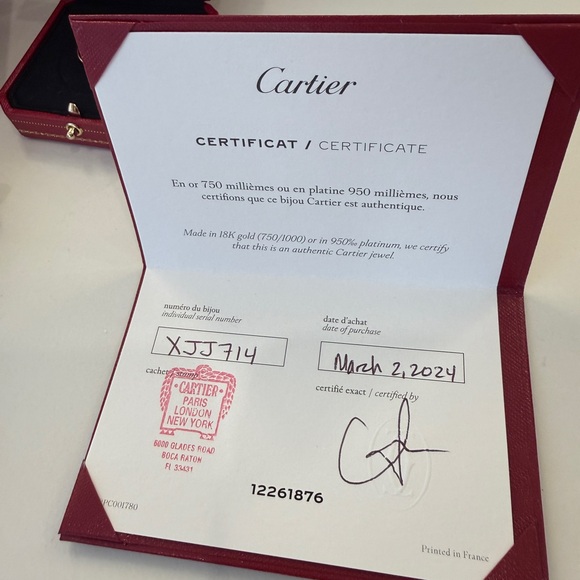 Cartier
CERTIFICAT / CERTIFICATE
En or 750 millièmes ou en platine 950 millièmes, nous
certifions que ce bijou Cartier est authentique.
Made in 18K gold (750/1000) or in 950‰ platinum, we certify
that this is an authentic Cartier jewel.
numéro du bijou
individual serial number
XJJ714
date d'achat
date of purchase
March 2, 2024
cachet / stamp
CARTIER
PARIS
LONDON
NEW YORK
6000 GLADES ROAD
BOCA RATON
Fl 33431
certifié exact / certified by
12261876
PC001780
Printed in France